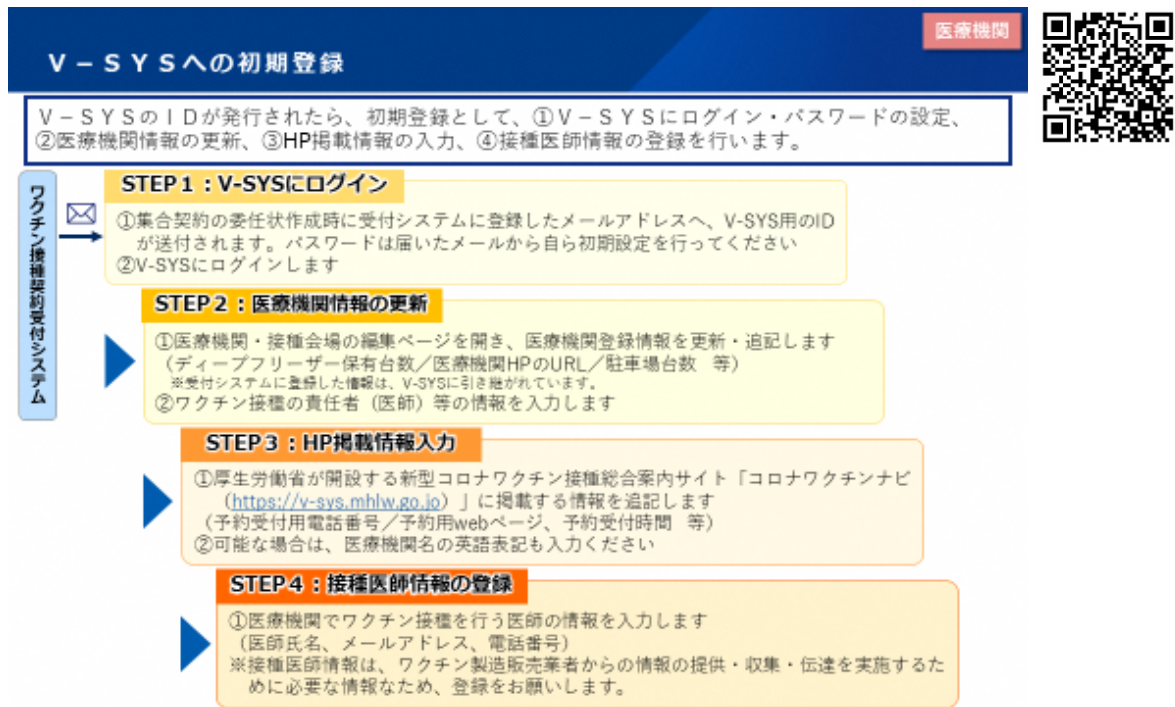 医療機関
V－SYSへの初期登録
V－SYSのIDが発行されたら、初期登録として、①V－SYSにログイン・パスワードの設定、
②医療機関情報の更新、③HP掲載情報の入力、④接種医師情報の登録を行います。
ワクチン接種契約受付システム
STEP1：V-SYSにログイン
①集合契約の委任状作成時に受付システムに登録したメールアドレスへ、V-SYS用のID
が送付されます。パスワードは届いたメールから自ら初期設定を行ってください
②V-SYSにログインします
STEP2：医療機関情報の更新
①医療機関・接種会場の編集ページを開き、医療機関登録情報を更新・追記します
（ディープフリーザー保有台数／医療機関HPのURL／駐車場台数　等）
※受付システムに登録した情報は、V-SYSに引き継がれています。
②ワクチン接種の責任者（医師）等の情報を入力します
STEP3：HP掲載情報入力
①厚生労働省が開設する新型コロナワクチン接種総合案内サイト「コロナワクチンナビ
（https://v-sys.mhlw.go.jp）」に掲載する情報を追記します
（予約受付用電話番号／予約用webページ、予約受付時間　等）
②可能な場合は、医療機関名の英語表記も入力ください
STEP4：接種医師情報の登録
①医療機関でワクチン接種を行う医師の情報を入力します
（医師氏名、メールアドレス、電話番号）
※接種医師情報は、ワクチン製造販売業者からの情報の提供・収集・伝達を実施するた
めに必要な情報なため、登録をお願いします。